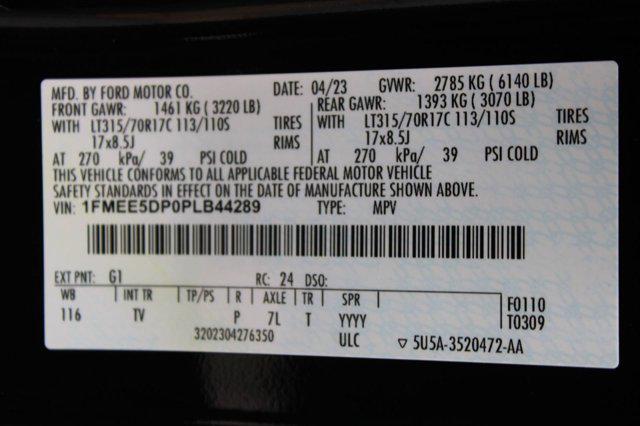 MFD. BY FORD MOTOR CO. DATE: 04/23 GVWR: 2785 KG ( 6140 LB)
FRONT GAWR: 1461 KG ( 3220 LB) REAR GAWR: 1393 KG ( 3070 LB)
WITH LT315/70R17C 113/110S TIRES WITH LT315/70R17C 113/110S TIRES
17x8.5J RIMS 17x8.5J RIMS
AT 270 kPa/ 39 PSI COLD AT 270 kPa/ 39 PSI COLD
THIS VEHICLE CONFORMS TO ALL APPLICABLE FEDERAL MOTOR VEHICLE
SAFETY STANDARDS IN EFFECT ON THE DATE OF MANUFACTURE SHOWN ABOVE.
VIN: 1FMEE5DP0PLB44289 TYPE: MPV
EXT PNT: G1 RC: 24 DSO:
WB INT TR TP/PS R AXLE TR SPR F0110
116 TV P 7L T YYYY T0309
3202304276350 ULC ▽ 5U5A-3520472-AA